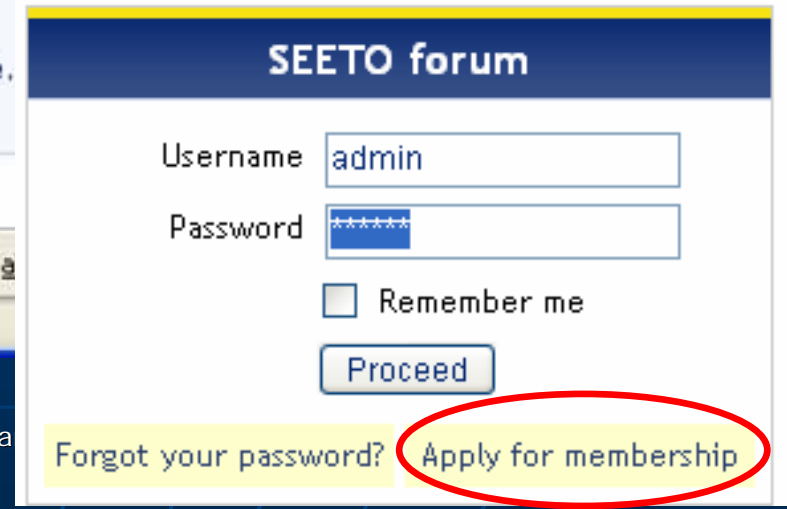 SEETO forum
Username admin
Password ******
Remember me
Proceed
Forgot your password? Apply for membership